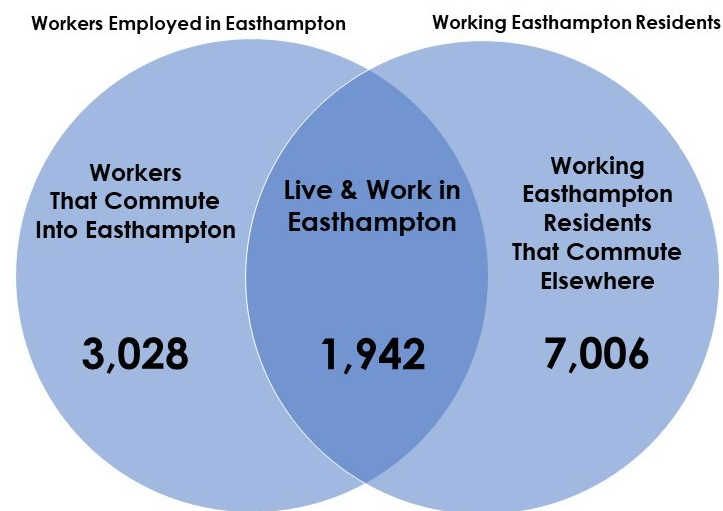 Workers Employed in Easthampton
Working Easthampton Residents
Workers
That Commute
Into Easthampton
3,028
Live & Work in
Easthampton
1,942
Working
Easthampton
Residents
That Commute
Elsewhere
7,006